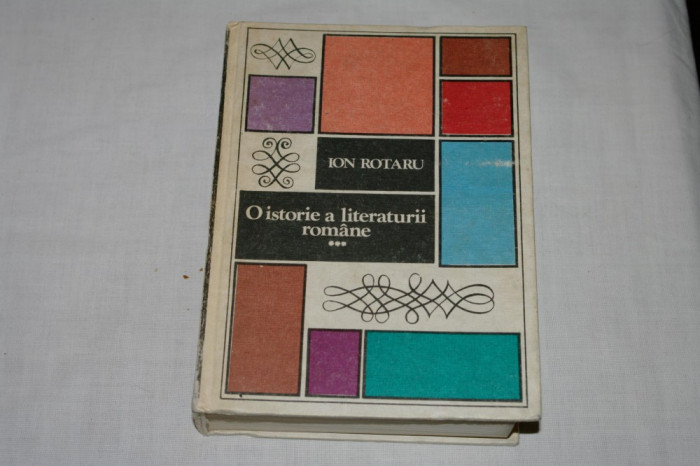 ION ROTARU
O istorie a literaturii
române
●●●